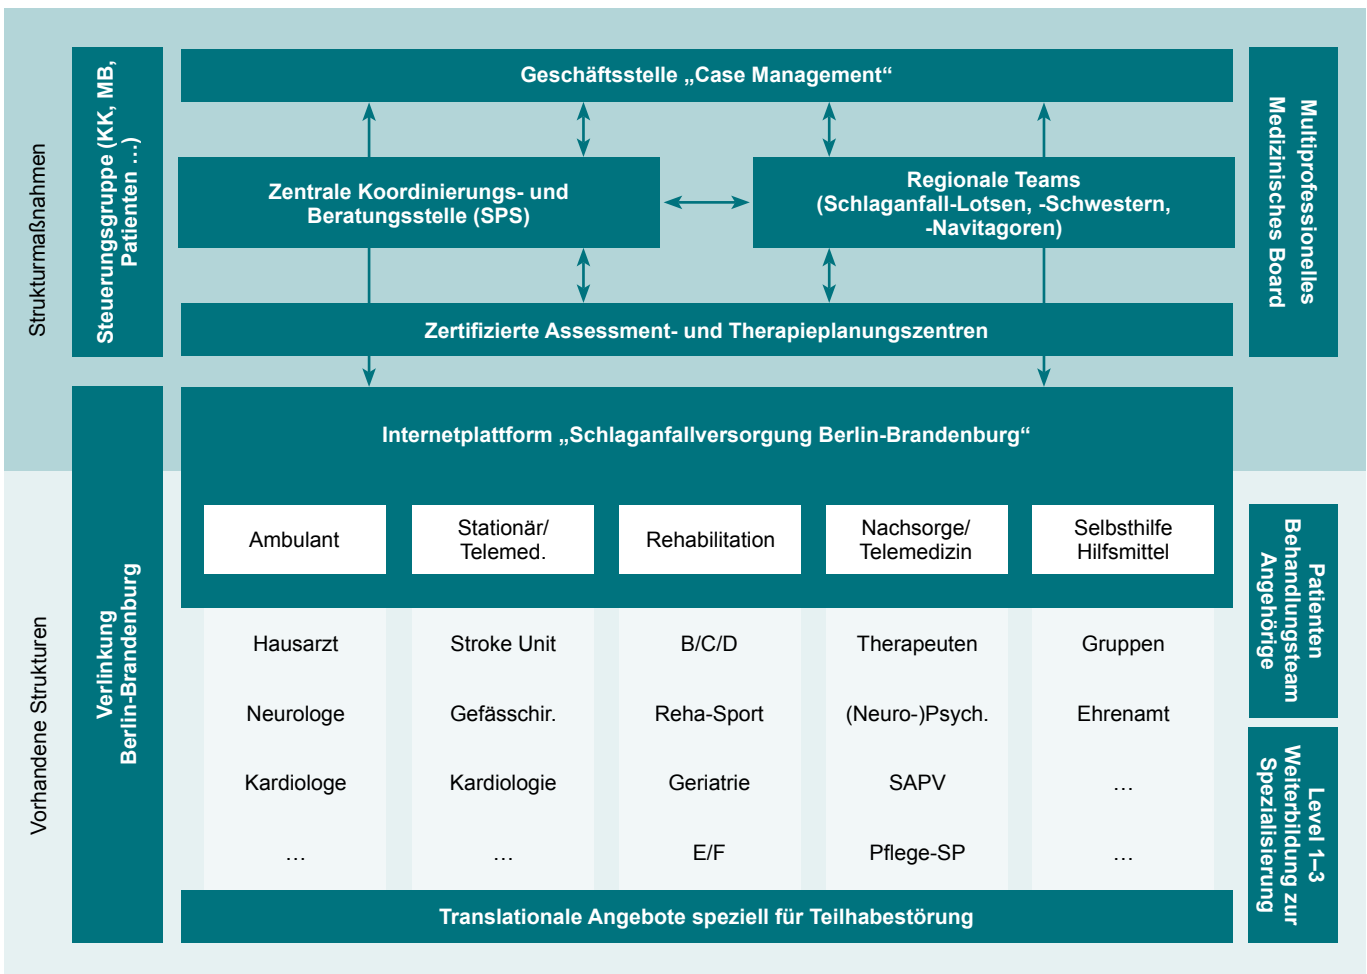 Strukturmaßnahmen
Steuerungsgruppe (KK, MB,
Patienten …)
Geschäftsstelle „Case Management“
Zentrale Koordinierungs- und
Beratungsstelle (SPS)
Regionale Teams
(Schlaganfall-Lotsen, -Schwestern,
-Navitagoren)
Zertifizierte Assessment- und Therapieplanungszentren
Multiprofessionelles
Medizinisches Board
Vorhandene Strukturen
Verlinkung
Berlin-Brandenburg
Internetplattform „Schlaganfallversorgung Berlin-Brandenburg“
Ambulant
Hausarzt
Neurologe
Kardiologe
…
Stationär/
Telemed.
Stroke Unit
Gefässchir.
Kardiologie
…
Rehabilitation
B/C/D
Reha-Sport
Geriatrie
E/F
Nachsorge/
Telemedizin
Therapeuten
(Neuro-)Psych.
SAPV
Pflege-SP
Selbsthilfe
Hilfsmittel
Gruppen
Ehrenamt
…
…
Translationale Angebote speziell für Teilhabestörung
Patienten
Behandlungsteam
Angehörige
Level 1–3
Weiterbildung zur
Spezialisierung